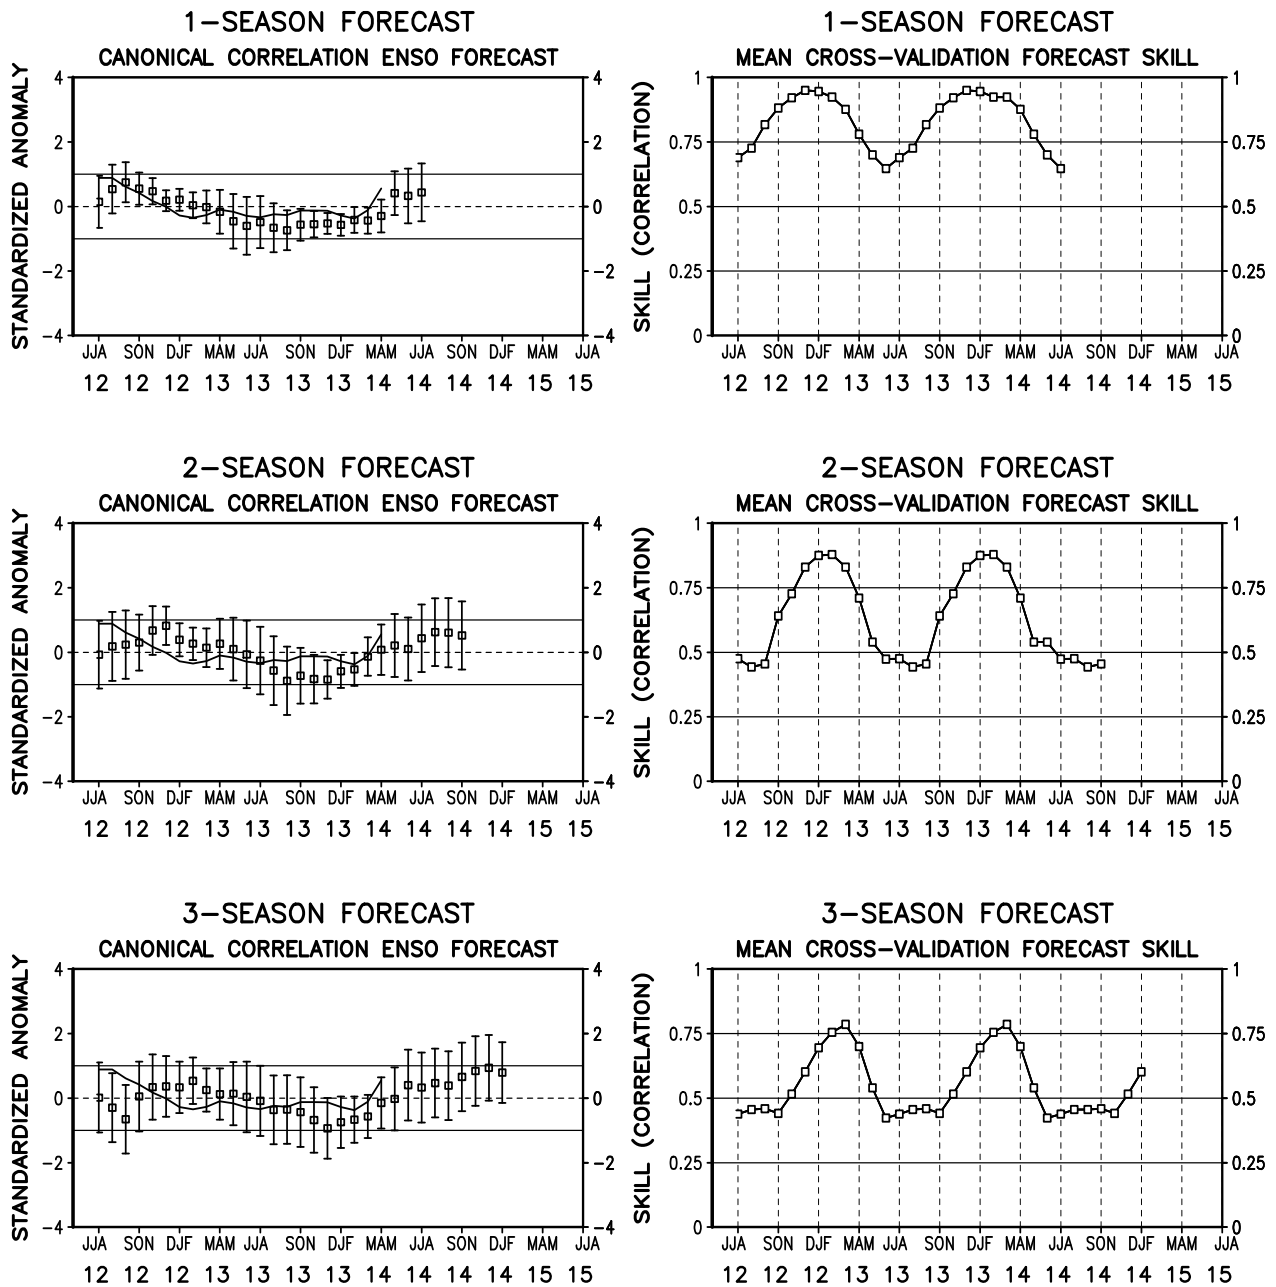 1-SEASON FORECAST
CANONICAL CORRELATION ENSO FORECAST
STANDARDIZED ANOMALY
4 4
2 2
0 0
-2 -2
-4 -4
JJA SON DJF MAM JJA SON DJF MAM JJA SON DJF MAM JJA
12 12 12 13 13 13 13 14 14 14 14 15 15
1-SEASON FORECAST
MEAN CROSS-VALIDATION FORECAST SKILL
SKILL (CORRELATION)
1 1
0.75 0.75
0.5 0.5
0.25 0.25
0 0
JJA SON DJF MAM JJA SON DJF MAM JJA SON DJF MAM JJA
12 12 12 13 13 13 13 14 14 14 14 15 15
2-SEASON FORECAST
CANONICAL CORRELATION ENSO FORECAST
STANDARDIZED ANOMALY
4 4
2 2
0 0
-2 -2
-4 -4
JJA SON DJF MAM JJA SON DJF MAM JJA SON DJF MAM JJA
12 12 12 13 13 13 13 14 14 14 14 15 15
2-SEASON FORECAST
MEAN CROSS-VALIDATION FORECAST SKILL
SKILL (CORRELATION)
1 1
0.75 0.75
0.5 0.5
0.25 0.25
0 0
JJA SON DJF MAM JJA SON DJF MAM JJA SON DJF MAM JJA
12 12 12 13 13 13 13 14 14 14 14 15 15
3-SEASON FORECAST
CANONICAL CORRELATION ENSO FORECAST
STANDARDIZED ANOMALY
4 4
2 2
0 0
-2 -2
-4 -4
JJA SON DJF MAM JJA SON DJF MAM JJA SON DJF MAM JJA
12 12 12 13 13 13 13 14 14 14 14 15 15
3-SEASON FORECAST
MEAN CROSS-VALIDATION FORECAST SKILL
SKILL (CORRELATION)
1 1
0.75 0.75
0.5 0.5
0.25 0.25
0 0
JJA SON DJF MAM JJA SON DJF MAM JJA SON DJF MAM JJA
12 12 12 13 13 13 13 14 14 14 14 15 15